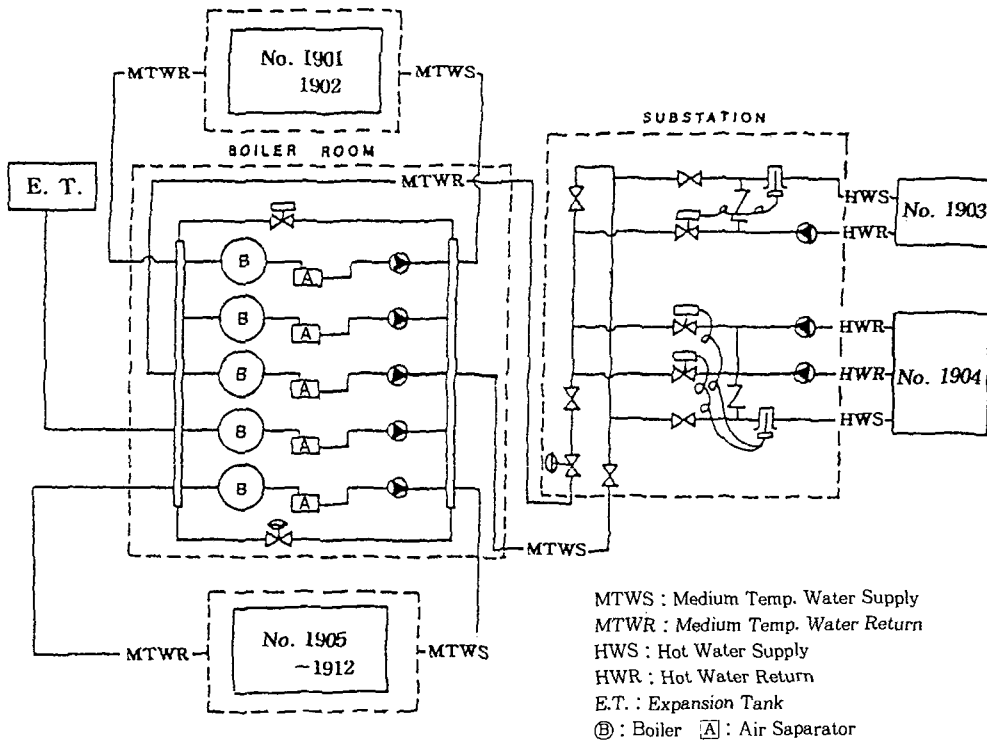 No. 1901
1902
MTWR
MTWS
SUBSTATION
BOILER ROOM
MTWR
E. T.
HWS
No. 1903
HWR
B
A
B
A
HWR
B
A
HWR
No. 1904
HWS
B
A
B
A
MTWS
No. 1905
~1912
MTWR
MTWS
MTWS : Medium Temp. Water Supply
MTWR : Medium Temp. Water Return
HWS : Hot Water Supply
HWR : Hot Water Return
E.T. : Expansion Tank
Ⓑ : Boiler A : Air Saparator